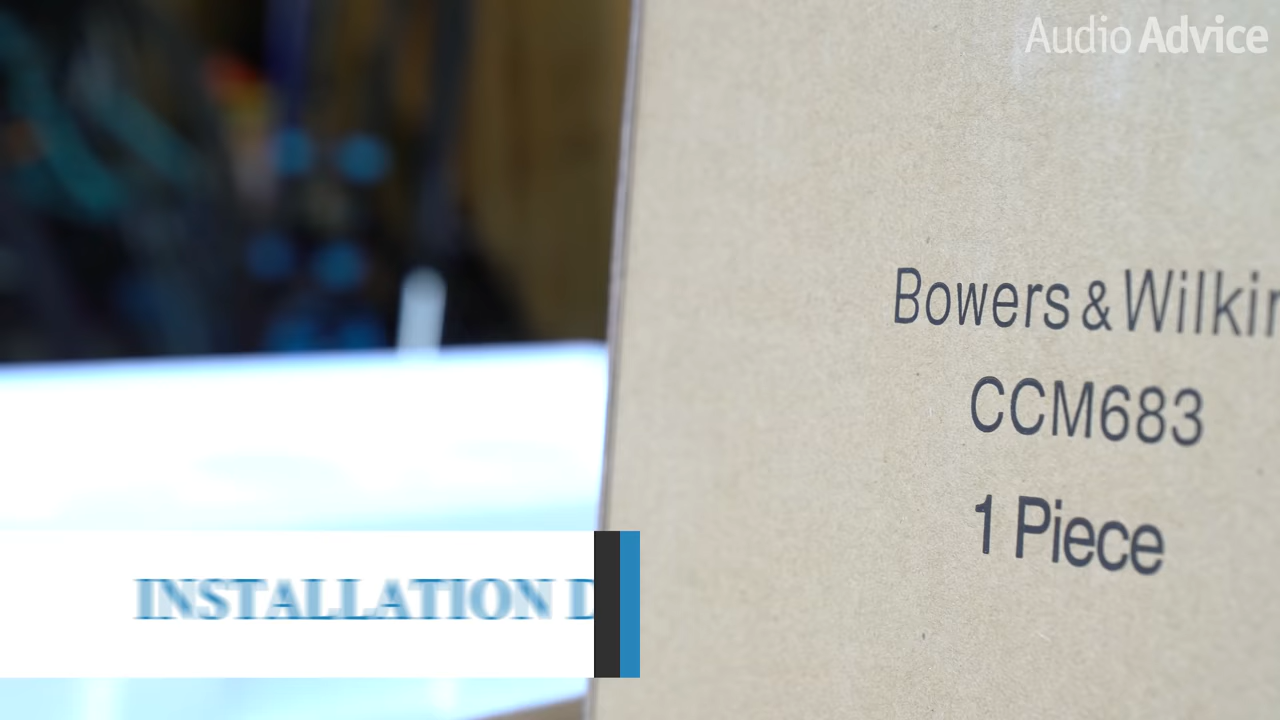 Audio Advice
Bowers & Wilkin
CCM683
1 Piece
INSTALLATION D